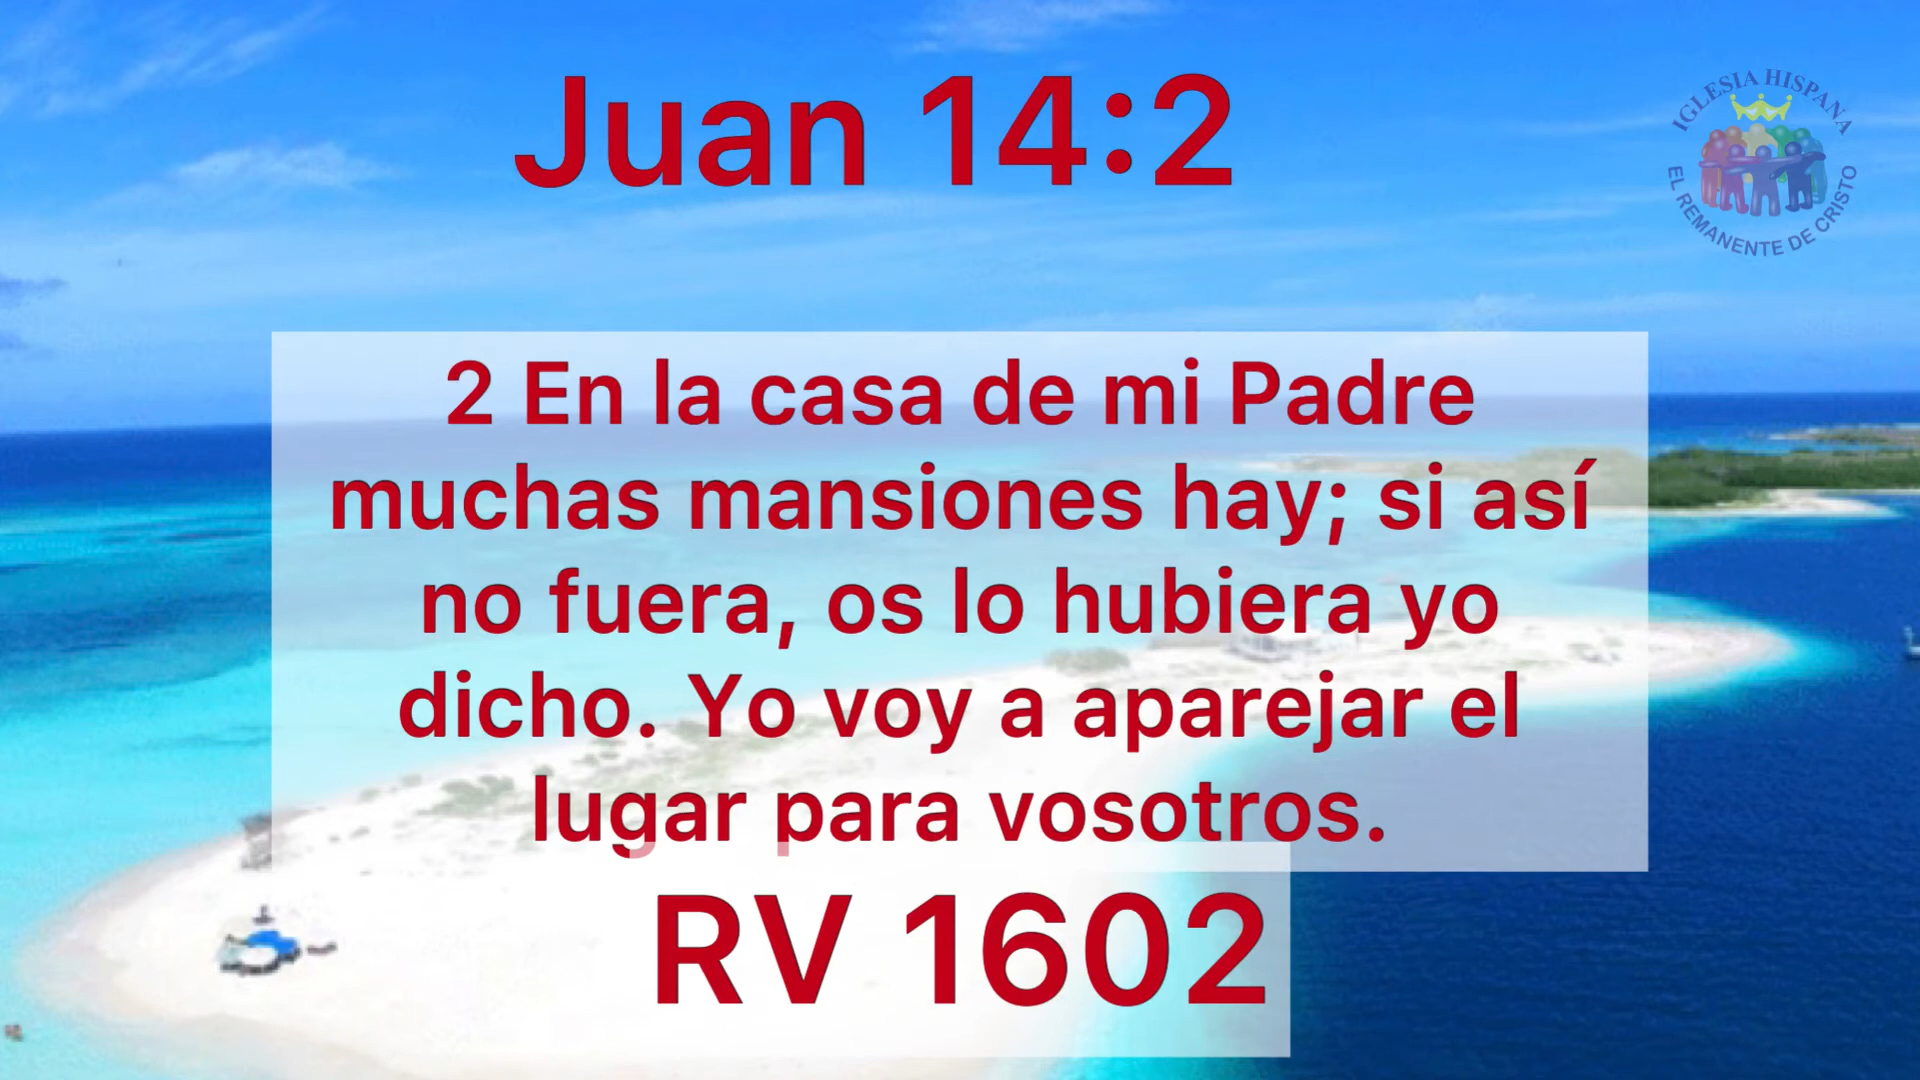 Juan 14:2
IGLESIA HISPANA
EL REMANENTE DE CRISTO
2 En la casa de mi Padre
muchas mansiones hay; si así
no fuera, os lo hubiera yo
dicho. Yo voy a aparejar el
lugar para vosotros.
RV 1602